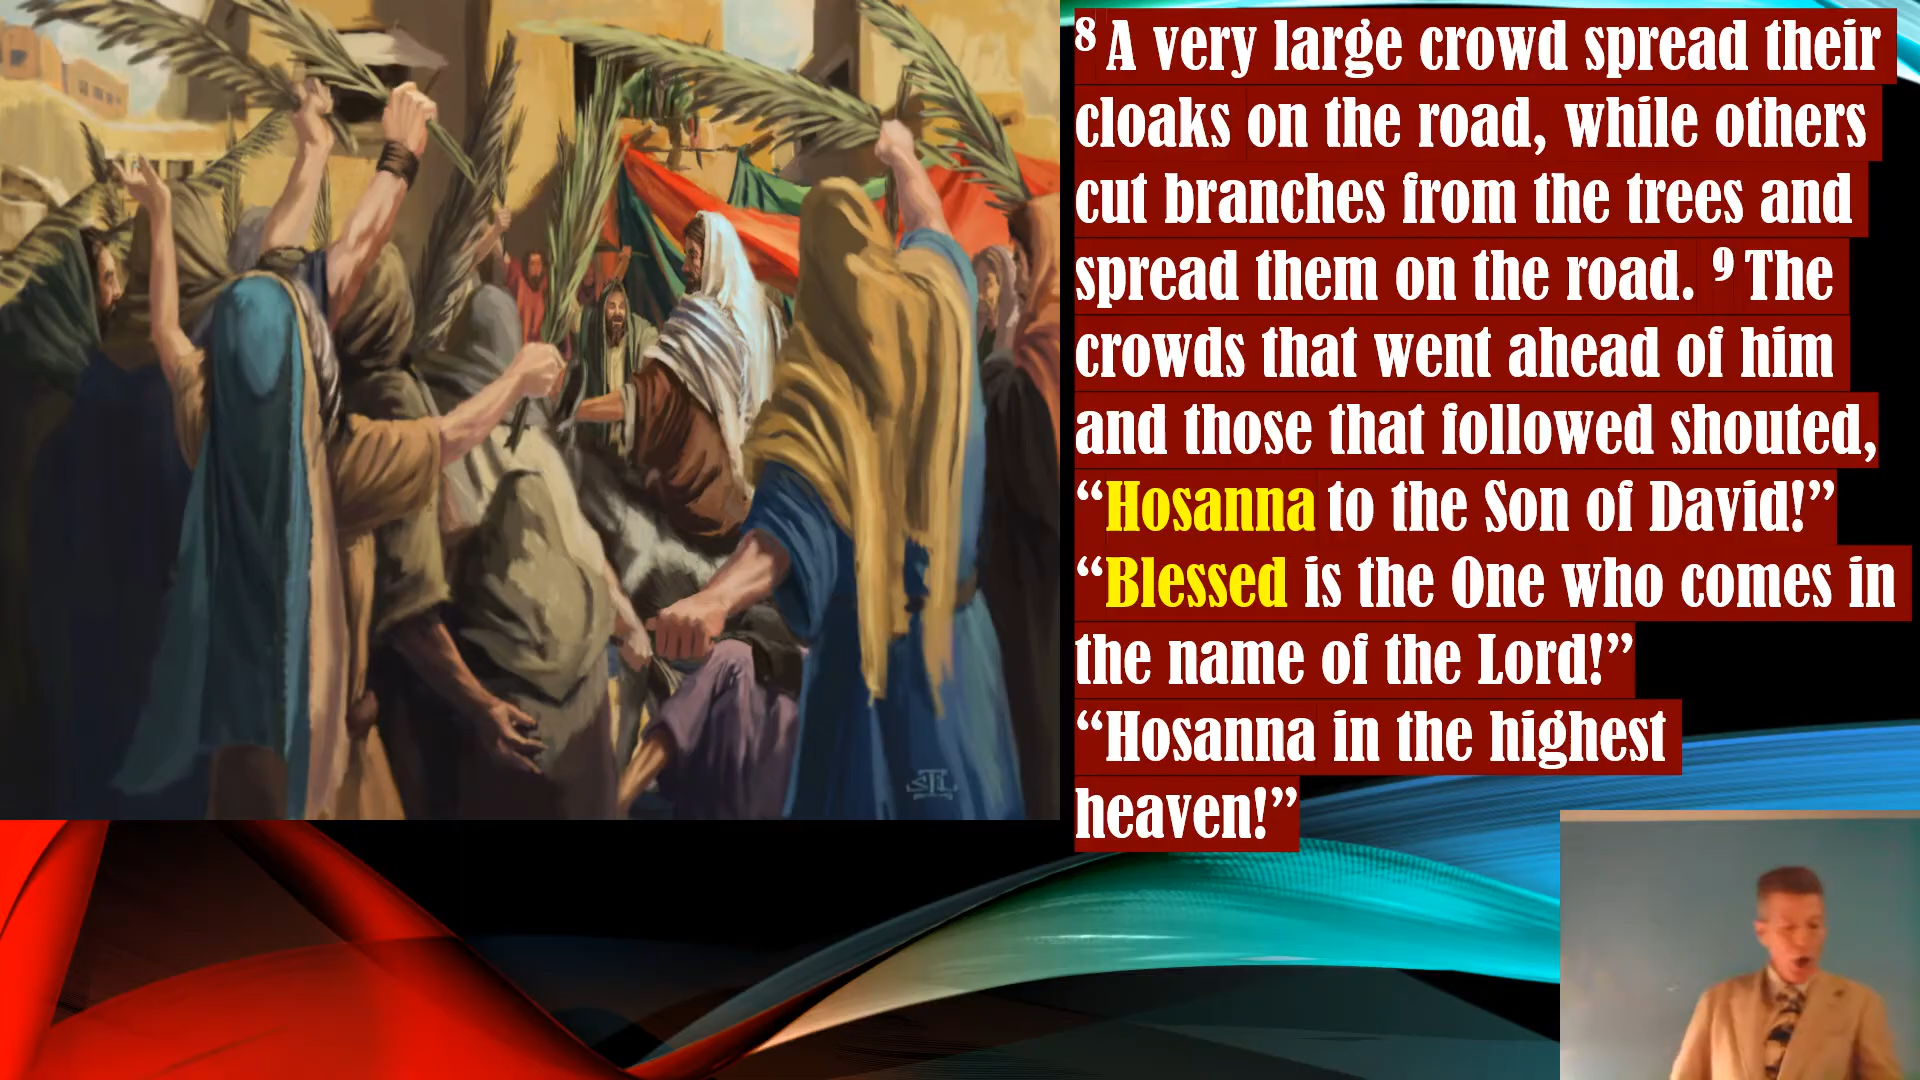 8 A very large crowd spread their
cloaks on the road, while others
cut branches from the trees and
spread them on the road. 9 The
crowds that went ahead of him
and those that followed shouted,
“Hosanna to the Son of David!”
“Blessed is the One who comes in
the name of the Lord!”
“Hosanna in the highest
heaven!”